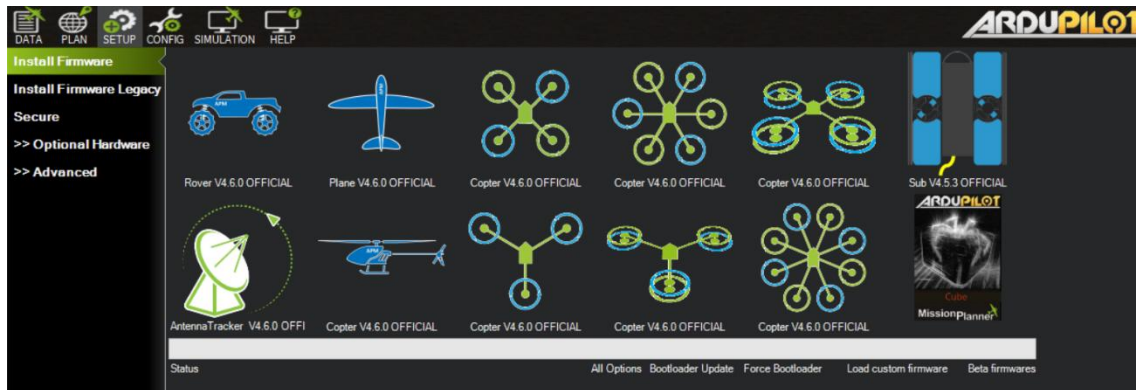 DATA PLAN SETUP CONFIG SIMULATION HELP
ARDUPILOT
Install Firmware
Install Firmware Legacy
Secure
>> Optional Hardware
>> Advanced
Rover V4.6.0 OFFICIAL
Plane V4.6.0 OFFICIAL
Copter V4.6.0 OFFICIAL
Copter V4.6.0 OFFICIAL
Copter V4.6.0 OFFICIAL
Sub V4.5.3 OFFICIAL
ARDUPILOT
Cube
MissionPlanner
AntennaTracker V4.6.0 OFFI
Copter V4.6.0 OFFICIAL
Copter V4.6.0 OFFICIAL
Copter V4.6.0 OFFICIAL
Copter V4.6.0 OFFICIAL
Status
All Options Bootloader Update Force Bootloader Load custom firmware Beta firmwares